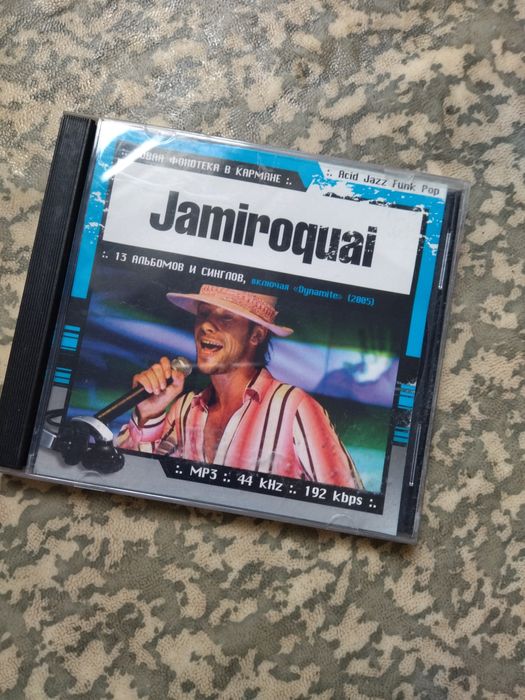 ФОНОТЕКА В КАРМАНЕ :.
:. Acid Jazz Funk Pop
Jamiroquai
:. 13 АЛЬБОМОВ И СИНГЛОВ, включая «Dynamite» (2005)
:. MP3 :. 44 kHz :. 192 kbps :.